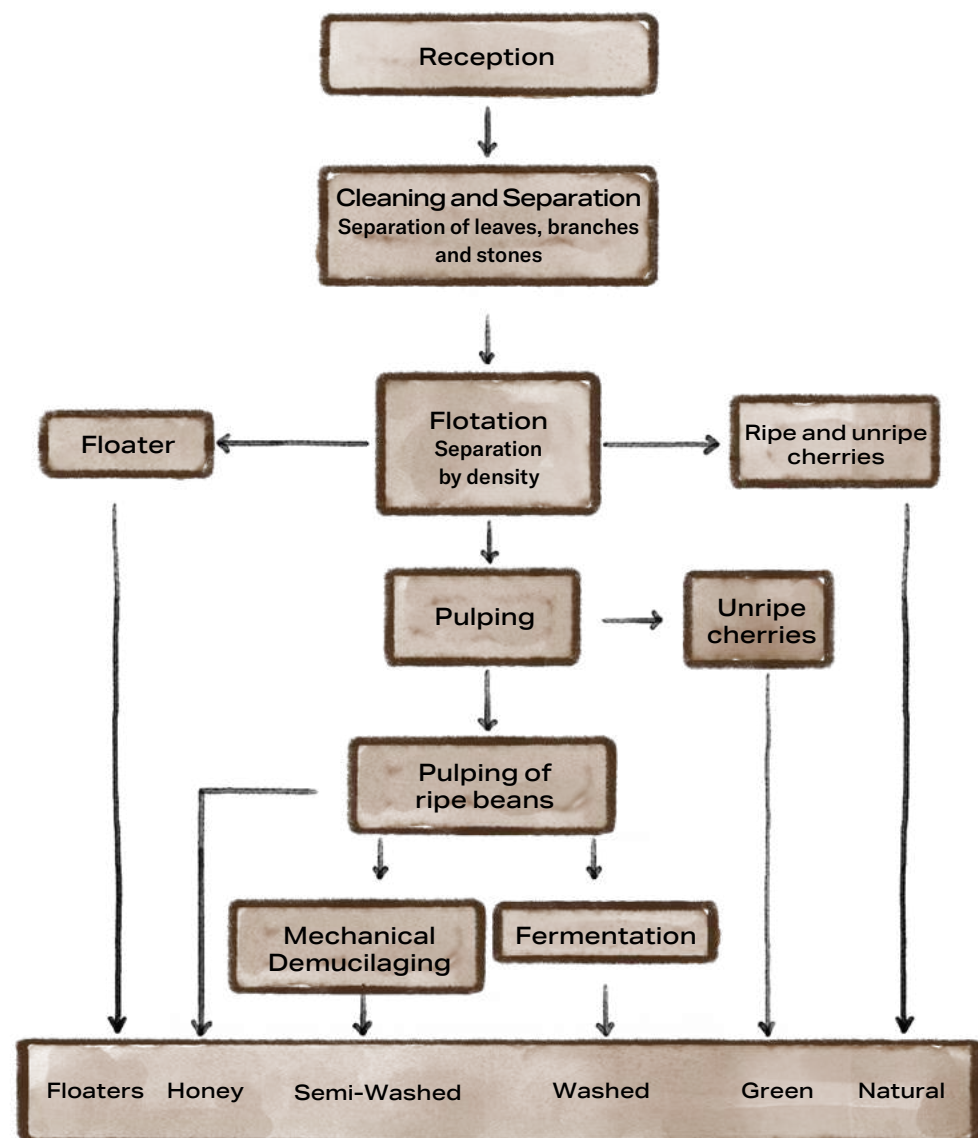 Reception
Cleaning and Separation
Separation of leaves, branches
and stones
Floater
Flotation
Separation
by density
Ripe and unripe
cherries
Pulping
Unripe
cherries
Pulping of
ripe beans
Mechanical
Demucilaging
Fermentation
Floaters
Honey
Semi-Washed
Washed
Green
Natural